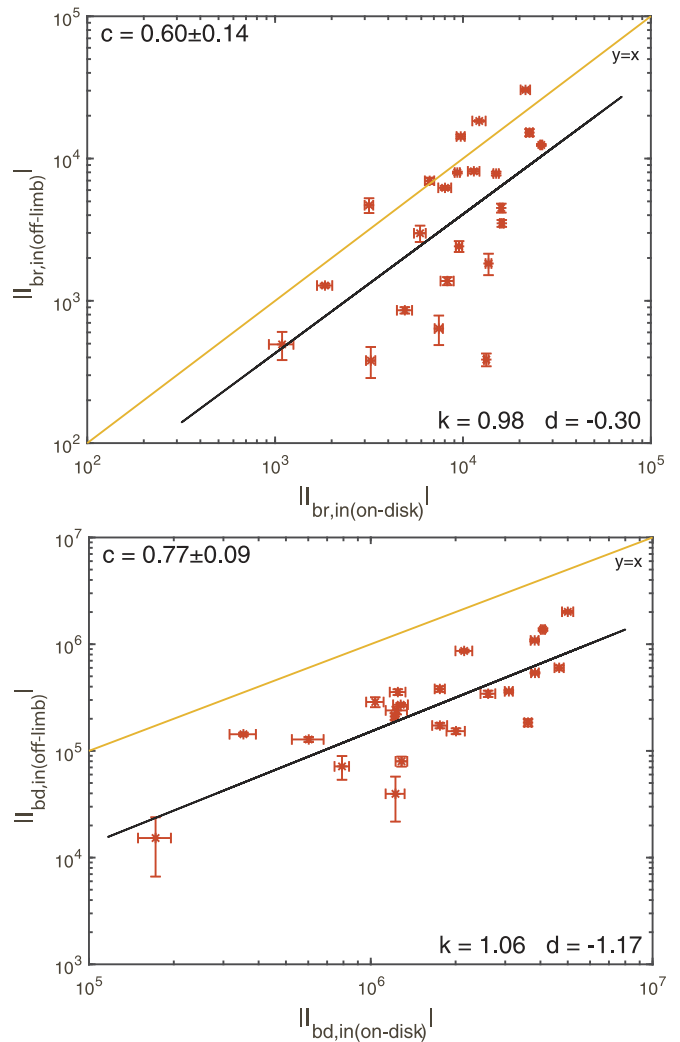 10^5
c = 0.60±0.14
y=x
10^4
|I_br,in(off-limb)|
10^3
k = 0.98 d = -0.30
10^2
10^2 10^3 10^4 10^5
|I_br,in(on-disk)|
10^7
c = 0.77±0.09
y=x
10^6
|I_bd,in(off-limb)|
10^5
10^4
k = 1.06 d = -1.17
10^3
10^5 10^6 10^7
|I_bd,in(on-disk)|